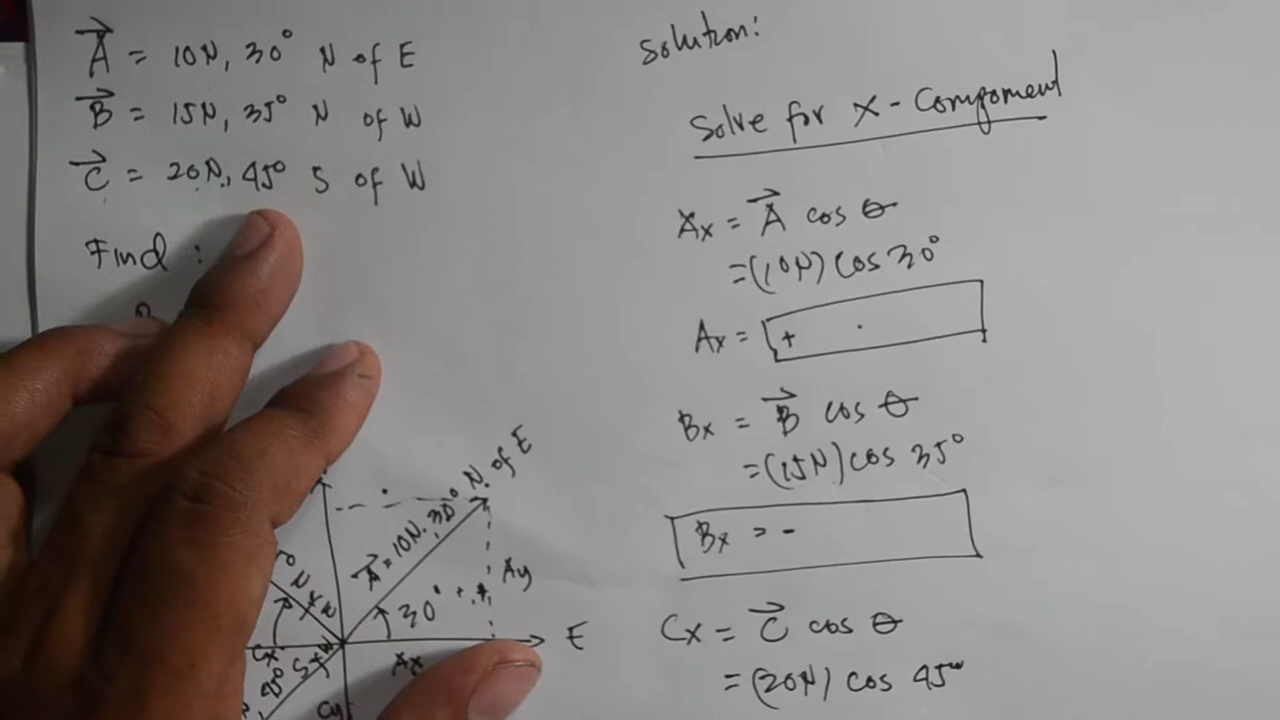 A = 10N, 30° N of E
B = 15N, 35° N of W
C = 20N, 45° S of W
Find :
Solution:
Solve for X - Component
Ax = A cos θ
= (10N) cos 30°
Ax = +
Bx = B cos θ
= (15N) cos 35°
Bx = -
Cx = C cos θ
= (20N) cos 45°
A = 10N, 30° N. of E
30°
Ay
E
Ax
Cx
Cy